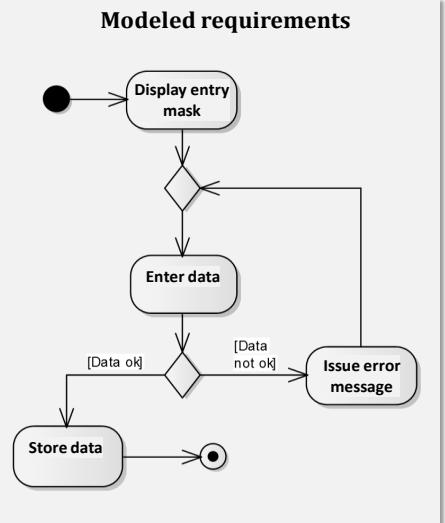 Modeled requirements
Display entry
mask
Enter data
[Data ok]
[Data
not ok]
Issue error
message
Store data